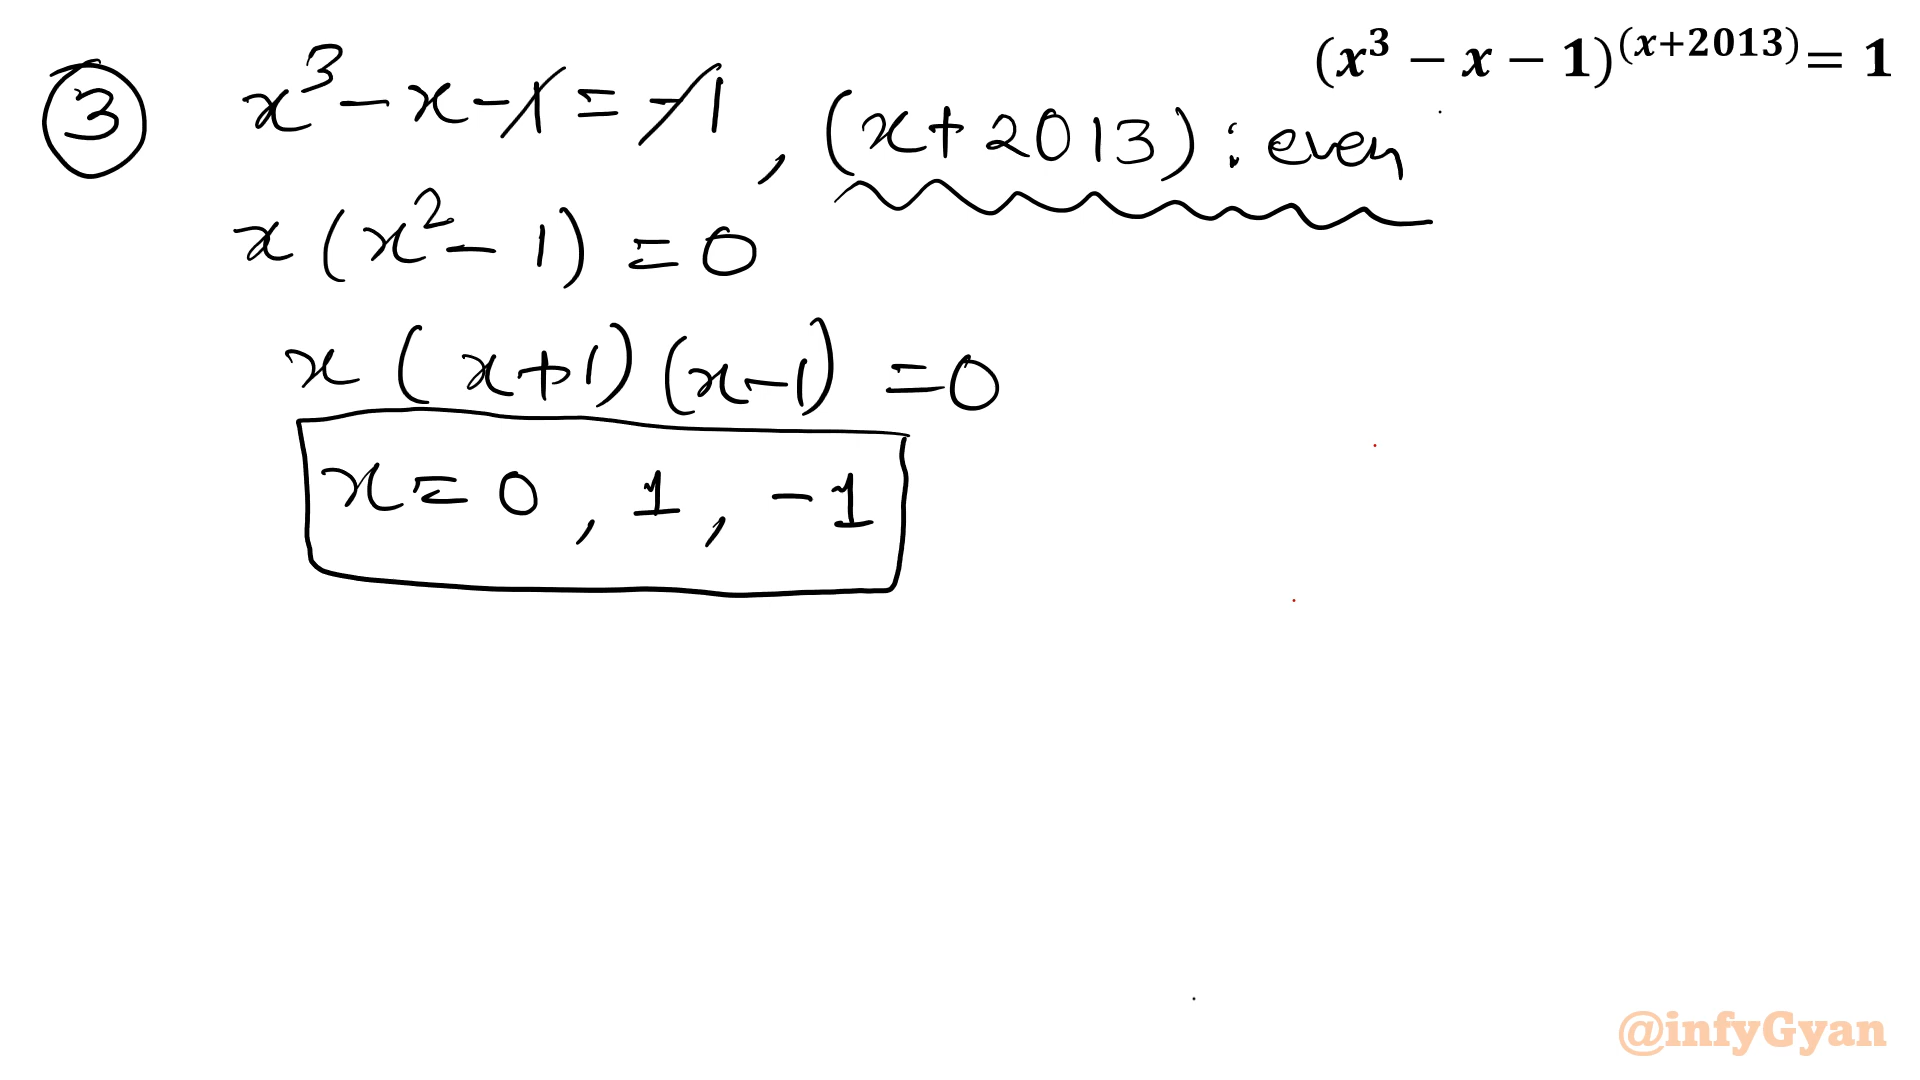 (x³ − x − 1)⁽ˣ⁺²⁰¹³⁾ = 1
③ x³ − x − 1 = −1 , (x + 2013) : even
x (x² − 1) = 0
x (x + 1) (x − 1) = 0
x = 0 , 1 , −1
@infyGyan